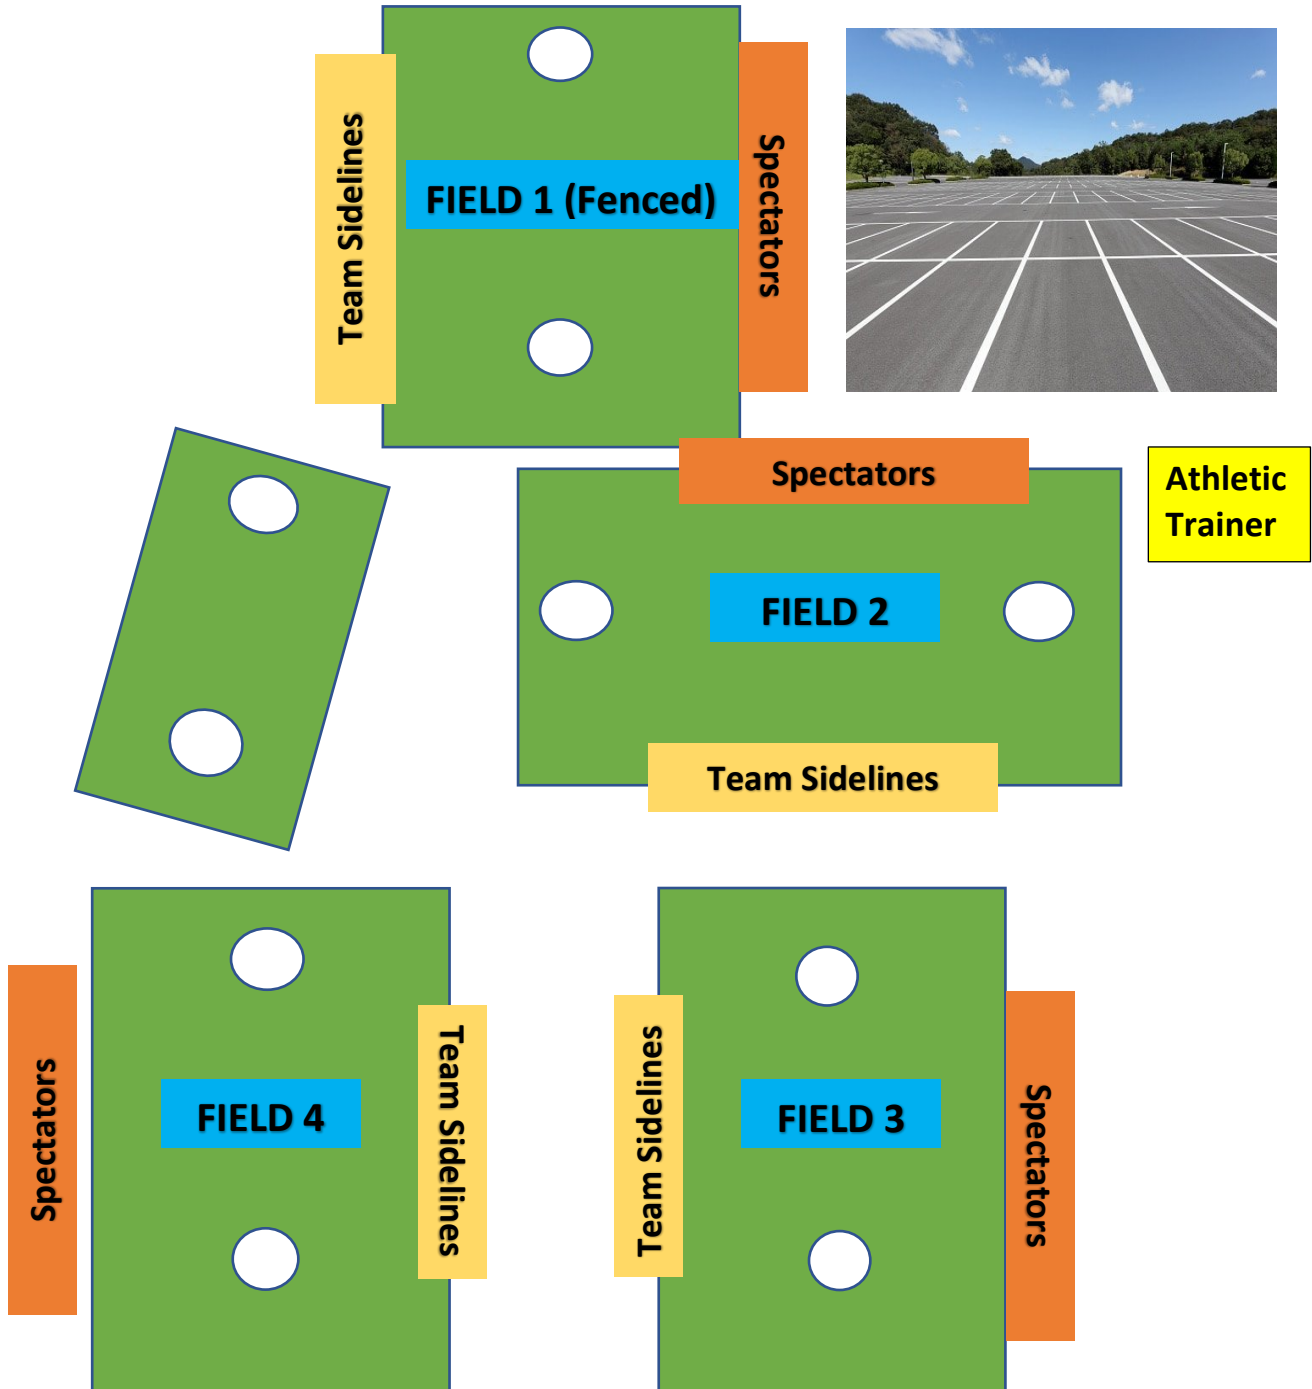 Team Sidelines
FIELD 1 (Fenced)
Spectators
Spectators
Athletic
Trainer
FIELD 2
Team Sidelines
Spectators
FIELD 4
Team Sidelines
Team Sidelines
FIELD 3
Spectators